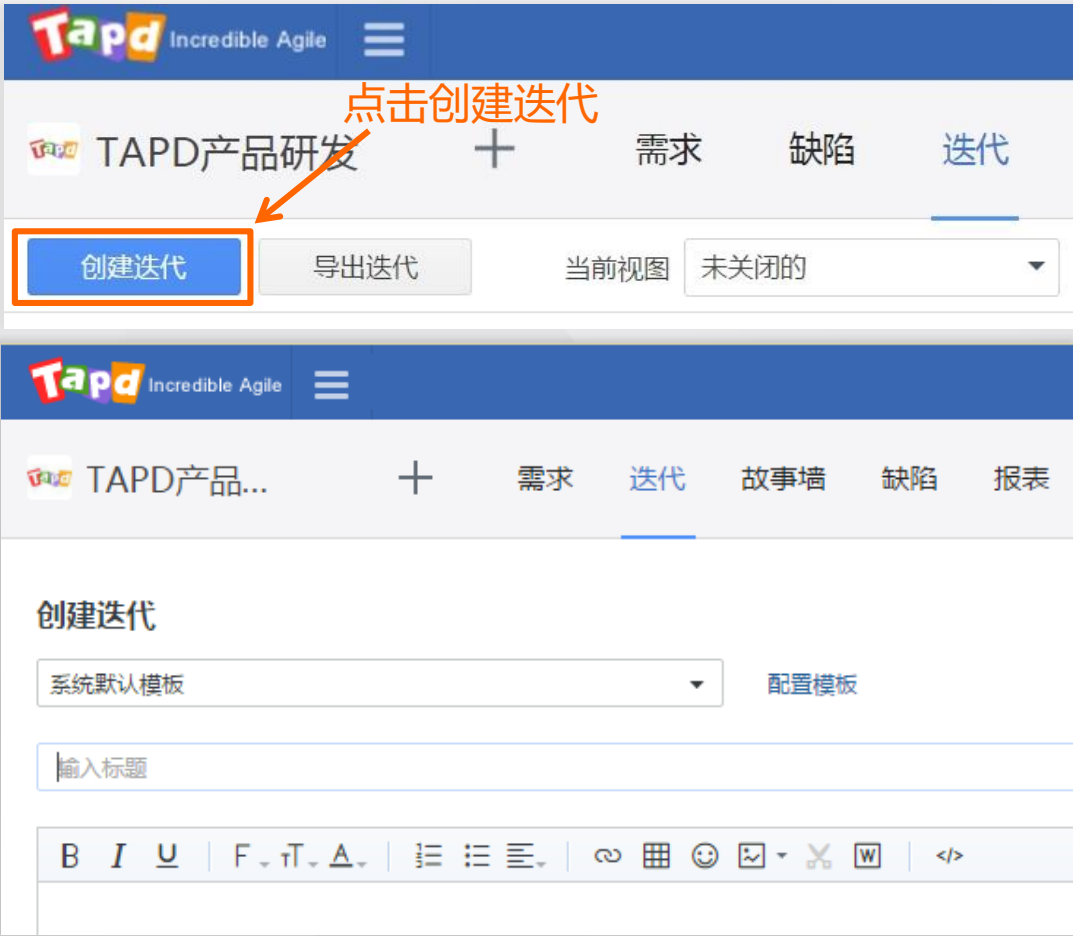 Tapd Incredible Agile
点击创建迭代
Tapd TAPD产品研发 需求 缺陷 迭代
创建迭代 导出迭代 当前视图 未关闭的
Tapd Incredible Agile
Tapd TAPD产品... 需求 迭代 故事墙 缺陷 报表
创建迭代
系统默认模板 配置模板
输入标题
B I U F TT A W </>